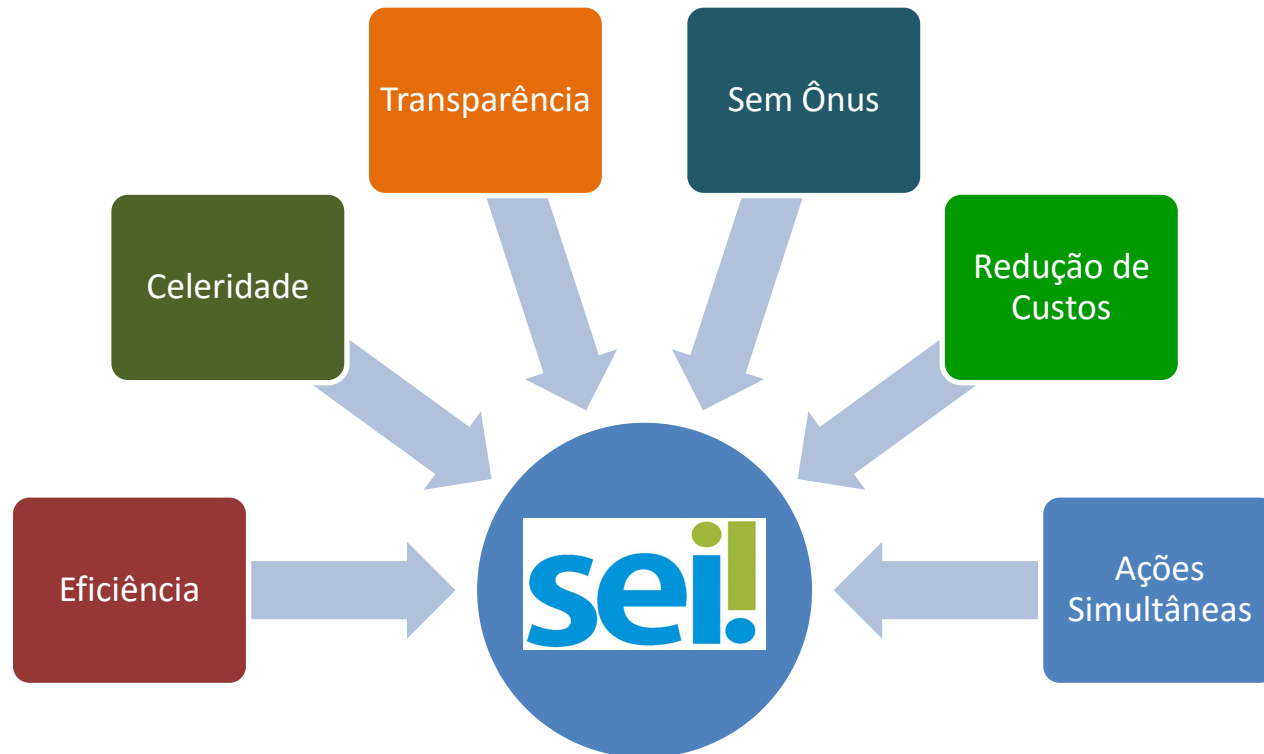 Transparência
Sem Ônus
Celeridade
Redução de
Custos
Eficiência
sei!
Ações
Simultâneas